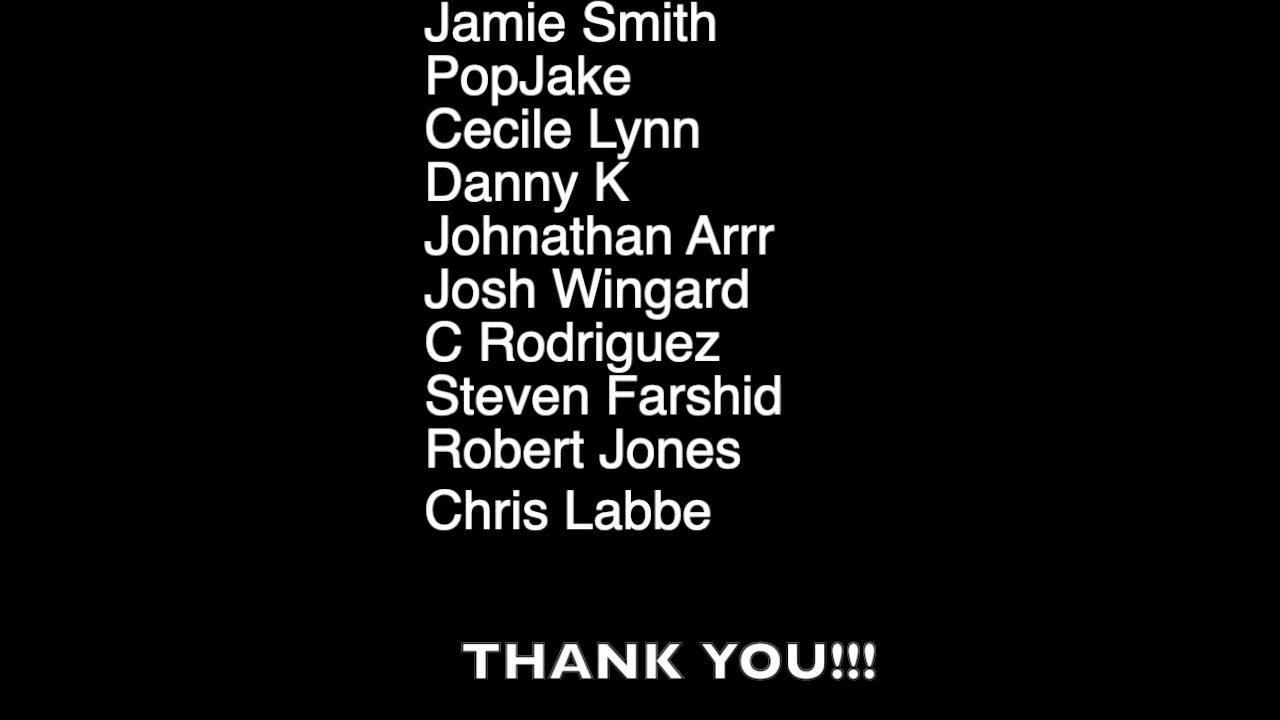 Jamie Smith
PopJake
Cecile Lynn
Danny K
Johnathan Arrr
Josh Wingard
C Rodriguez
Steven Farshid
Robert Jones
Chris Labbe
THANK YOU!!!